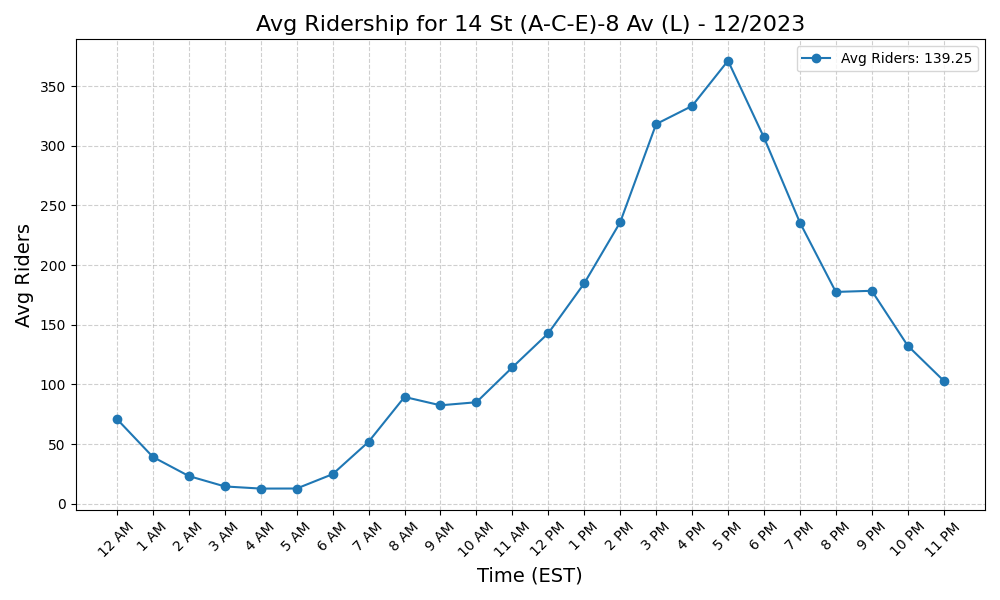 Avg Ridership for 14 St (A-C-E)-8 Av (L) - 12/2023
Avg Riders: 139.25
Avg Riders
350
300
250
200
150
100
50
0
12 AM
1 AM
2 AM
3 AM
4 AM
5 AM
6 AM
7 AM
8 AM
9 AM
10 AM
11 AM
12 PM
1 PM
2 PM
3 PM
4 PM
5 PM
6 PM
7 PM
8 PM
9 PM
10 PM
11 PM
Time (EST)